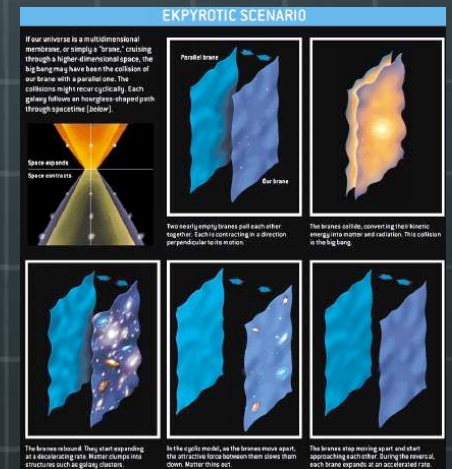 EKPYROTIC SCENARIO
If our universe is a multidimensional
membrane, or simply a "brane," cruising
through a higher-dimensional space, the
big bang may have been the collision of
our brane with a parallel one. The
collisions might recur cyclically. Each
galaxy follows an hourglass-shaped path
through spacetime [below].
Space expands
Space contracts
Parallel brane
Our brane
Two nearly empty branes pull each other
together. Each is contracting in a direction
perpendicular to its motion.
The branes collide, converting their kinetic
energy into matter and radiation. This collision
is the big bang.
The branes rebound. They start expanding
at a decelerating rate. Matter clumps into
structures such as galaxy clusters.
In the cyclic model, as the branes move apart,
the attractive force between them slows them
down. Matter thins out.
The branes stop moving apart and start
approaching each other. During the reversal,
each brane expands at an accelerated rate.